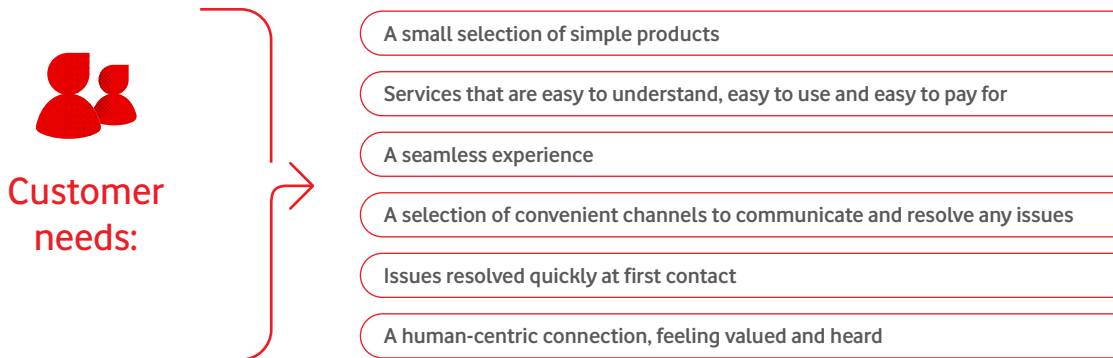 Customer
needs:
A small selection of simple products
Services that are easy to understand, easy to use and easy to pay for
A seamless experience
A selection of convenient channels to communicate and resolve any issues
Issues resolved quickly at first contact
A human-centric connection, feeling valued and heard